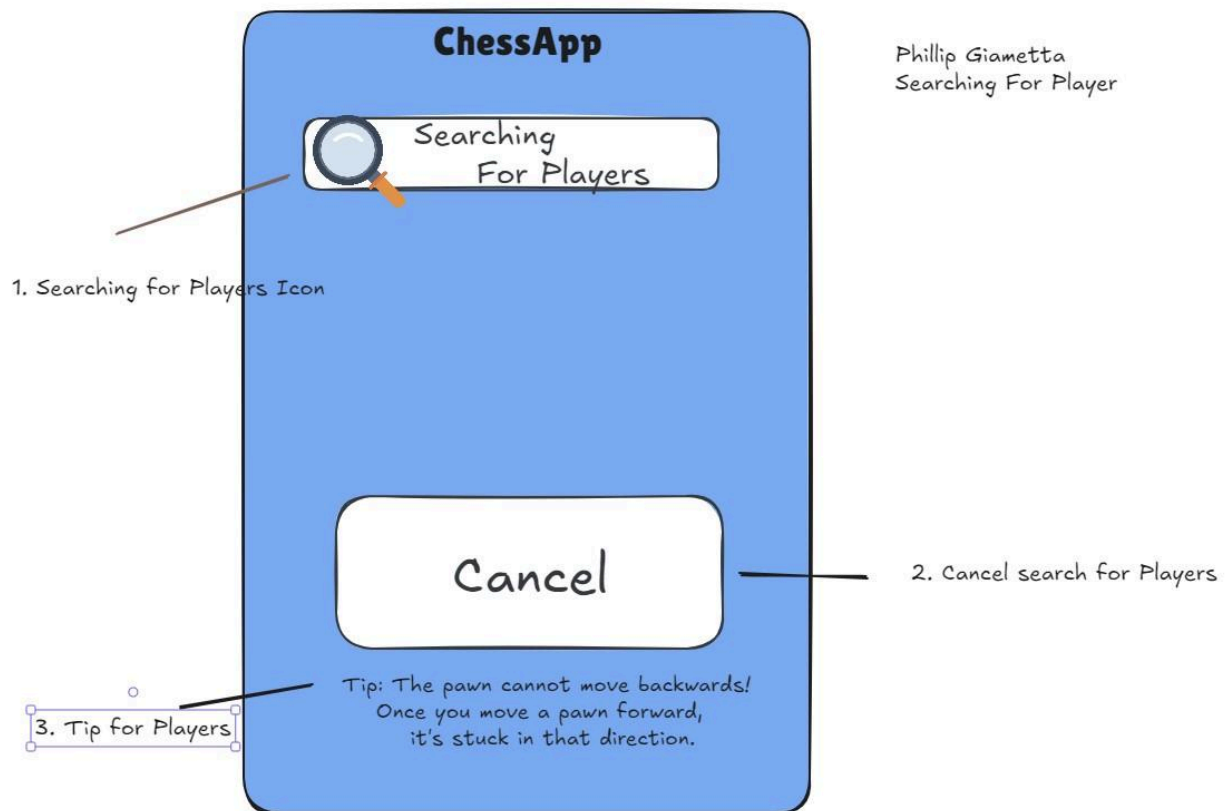 ChessApp
Phillip Giametta
Searching For Player
Searching
For Players
1. Searching for Players Icon
Cancel
2. Cancel search for Players
Tip: The pawn cannot move backwards!
Once you move a pawn forward,
it's stuck in that direction.
3. Tip for Players